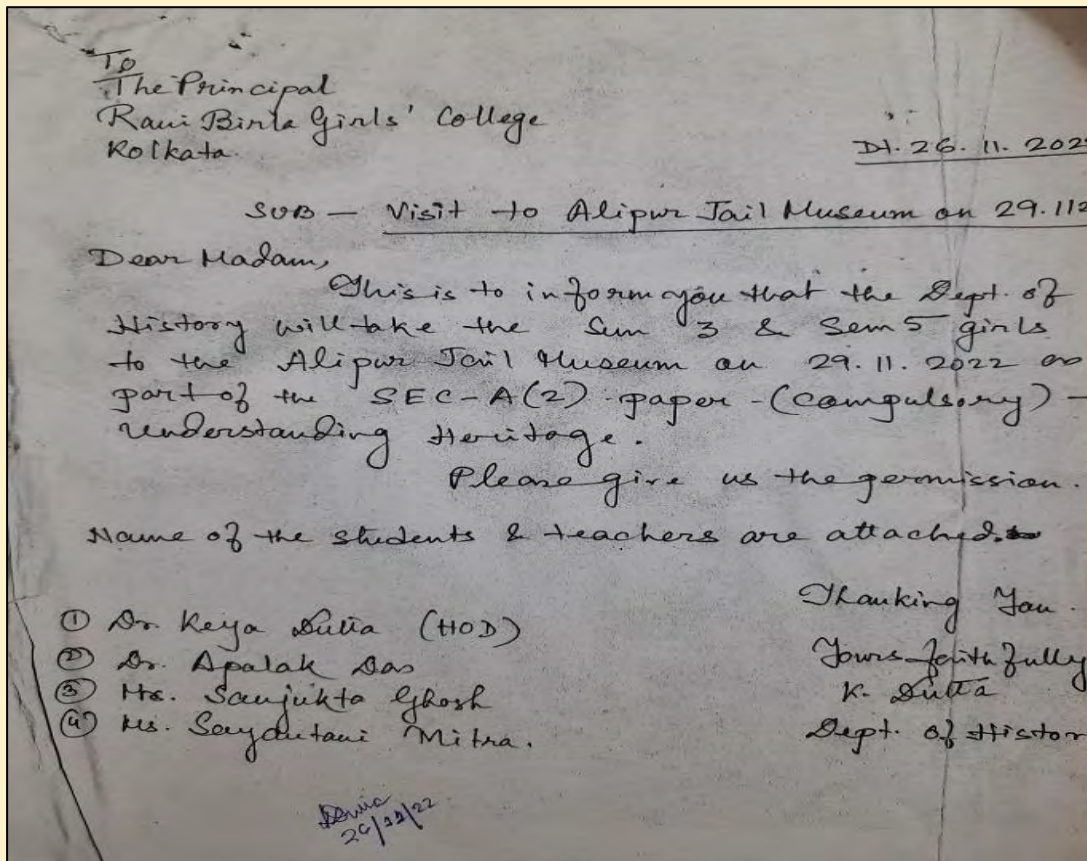 To
The Principal
Rani Birla Girls' College
Kolkata.
Dt. 26. 11. 202
SUB — Visit to Alipur Jail Museum on 29.112
Dear Madam,
This is to inform you that the Dept. of
History will take the Sem 3 & Sem 5 girls
to the Alipur Jail Museum on 29.11.2022 as
part of the SEC-A(2) paper - (Compulsory) -
Understanding Heritage.
Please give us the permission.
Name of the students & teachers are attached.
Thanking You.
① Dr. Keya Dutta (HOD)
Yours faithfully
② Dr. Apalak Das
K. Dutta
③ Ms. Sanjukta Ghosh
④ Ms. Sayantani Mitra.
Dept. of Histor
26/11/22